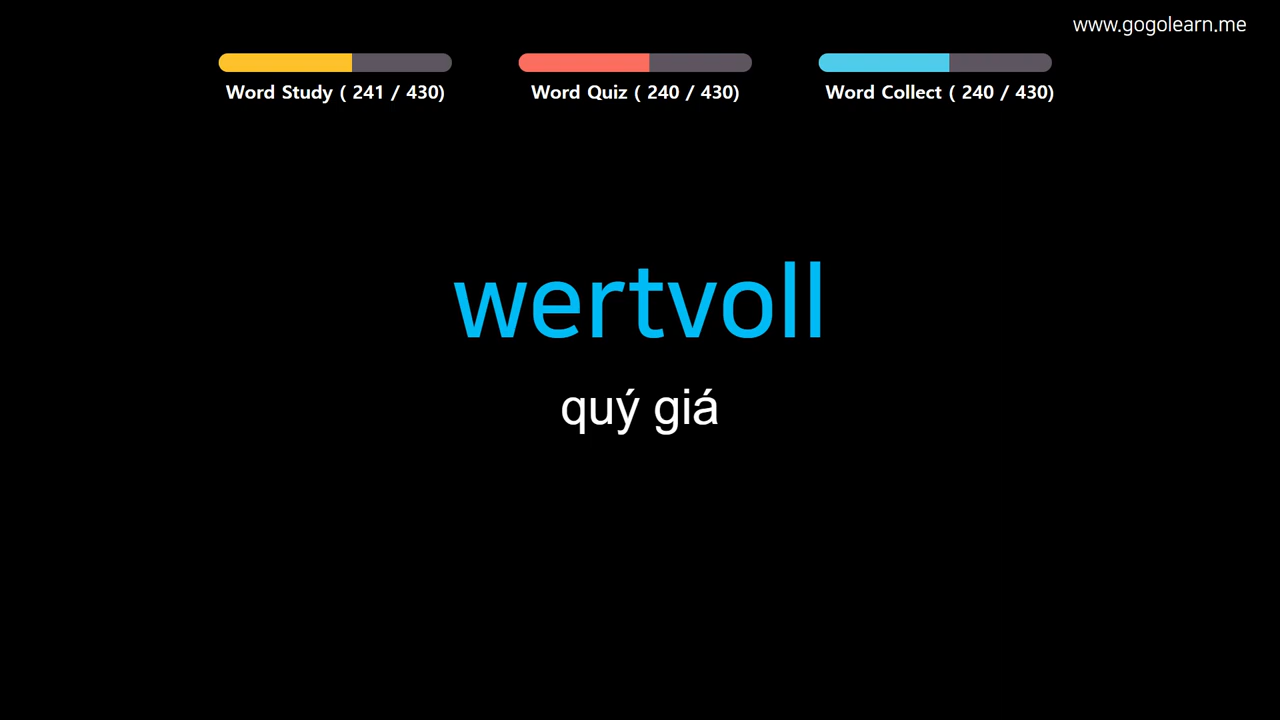 www.gogolearn.me
Word Study ( 241 / 430)
Word Quiz ( 240 / 430)
Word Collect ( 240 / 430)
wertvoll
quý giá